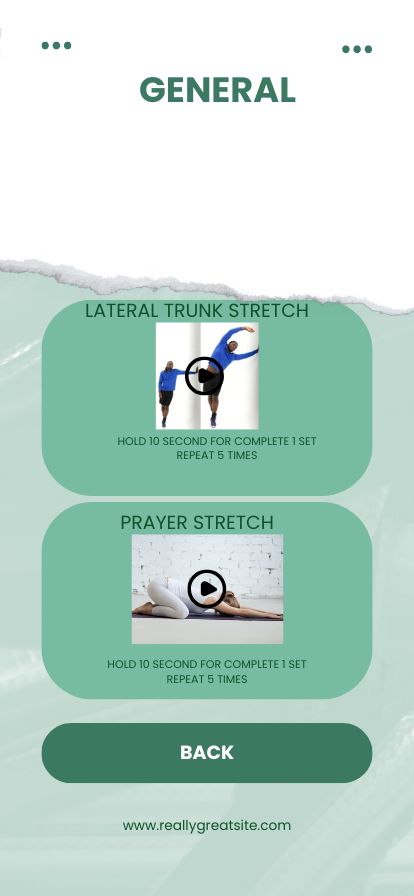 GENERAL
LATERAL TRUNK STRETCH
HOLD 10 SECOND FOR COMPLETE 1 SET
REPEAT 5 TIMES
PRAYER STRETCH
HOLD 10 SECOND FOR COMPLETE 1 SET
REPEAT 5 TIMES
BACK
www.reallygreatsite.com